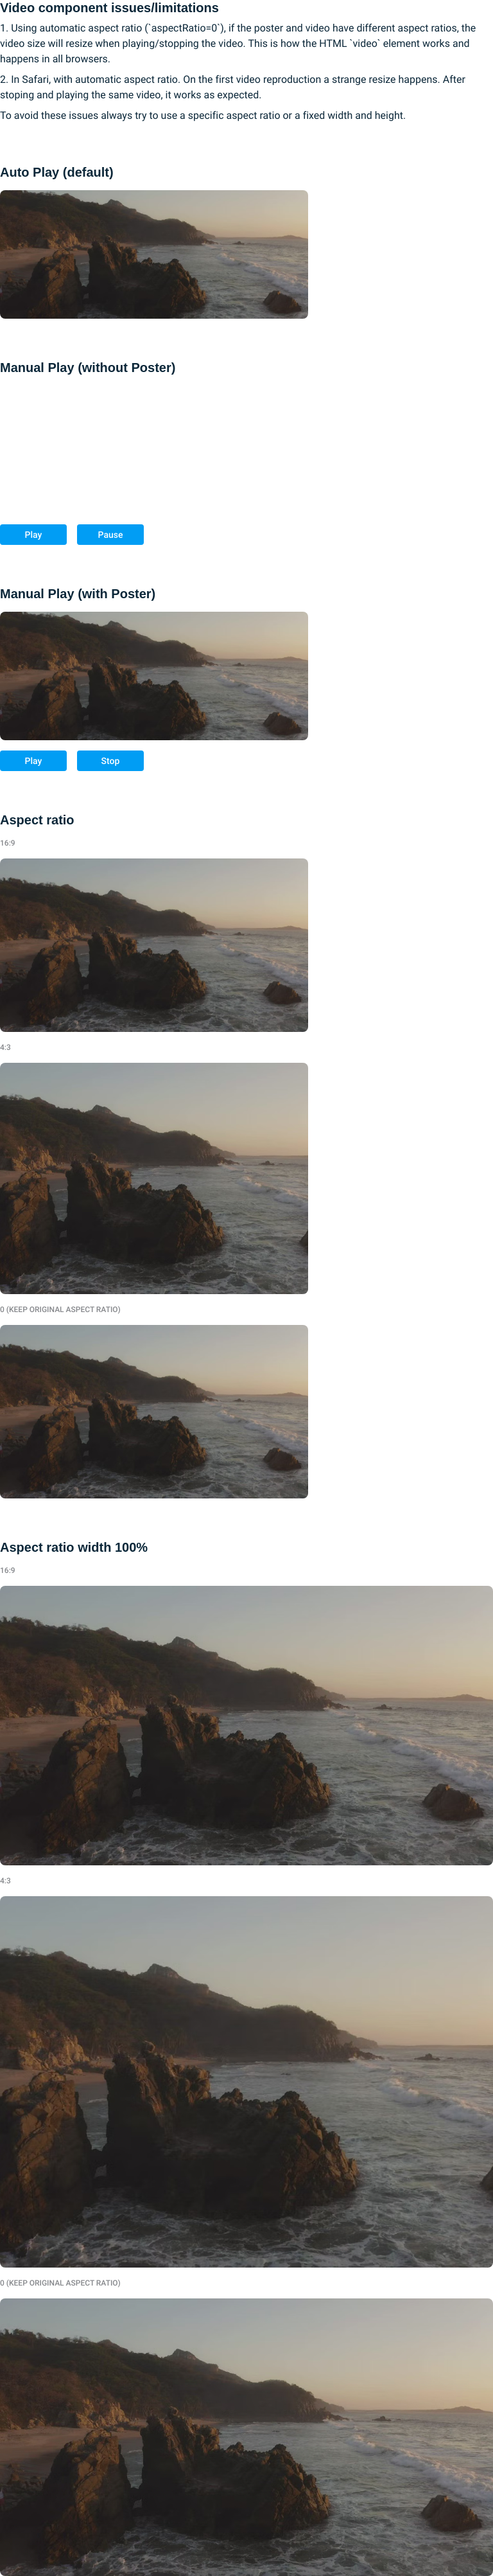 Video component issues/limitations
1. Using automatic aspect ratio (`aspectRatio=0`), if the poster and video have different aspect ratios, the
video size will resize when playing/stopping the video. This is how the HTML `video` element works and
happens in all browsers.
2. In Safari, with automatic aspect ratio. On the first video reproduction a strange resize happens. After
stoping and playing the same video, it works as expected.
To avoid these issues always try to use a specific aspect ratio or a fixed width and height.
Auto Play (default)
Manual Play (without Poster)
Play Pause
Manual Play (with Poster)
Play Stop
Aspect ratio
16:9
4:3
0 (KEEP ORIGINAL ASPECT RATIO)
Aspect ratio width 100%
16:9
4:3
0 (KEEP ORIGINAL ASPECT RATIO)